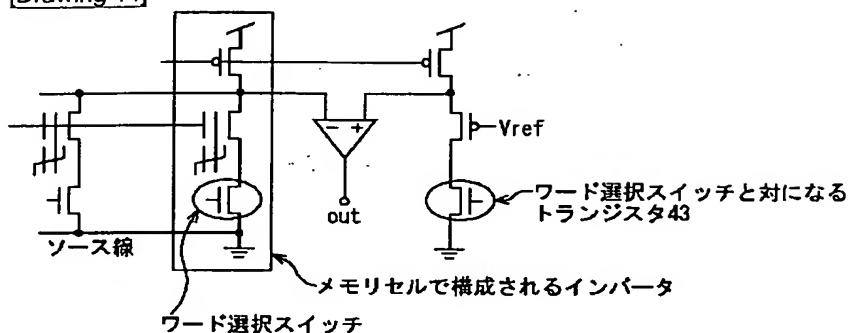 [Drawing 11]
Vref
－
＋
out
ワード選択スイッチと対になる
トランジスタ43
ソース線
メモリセルで構成されるインバータ
ワード選択スイッチ